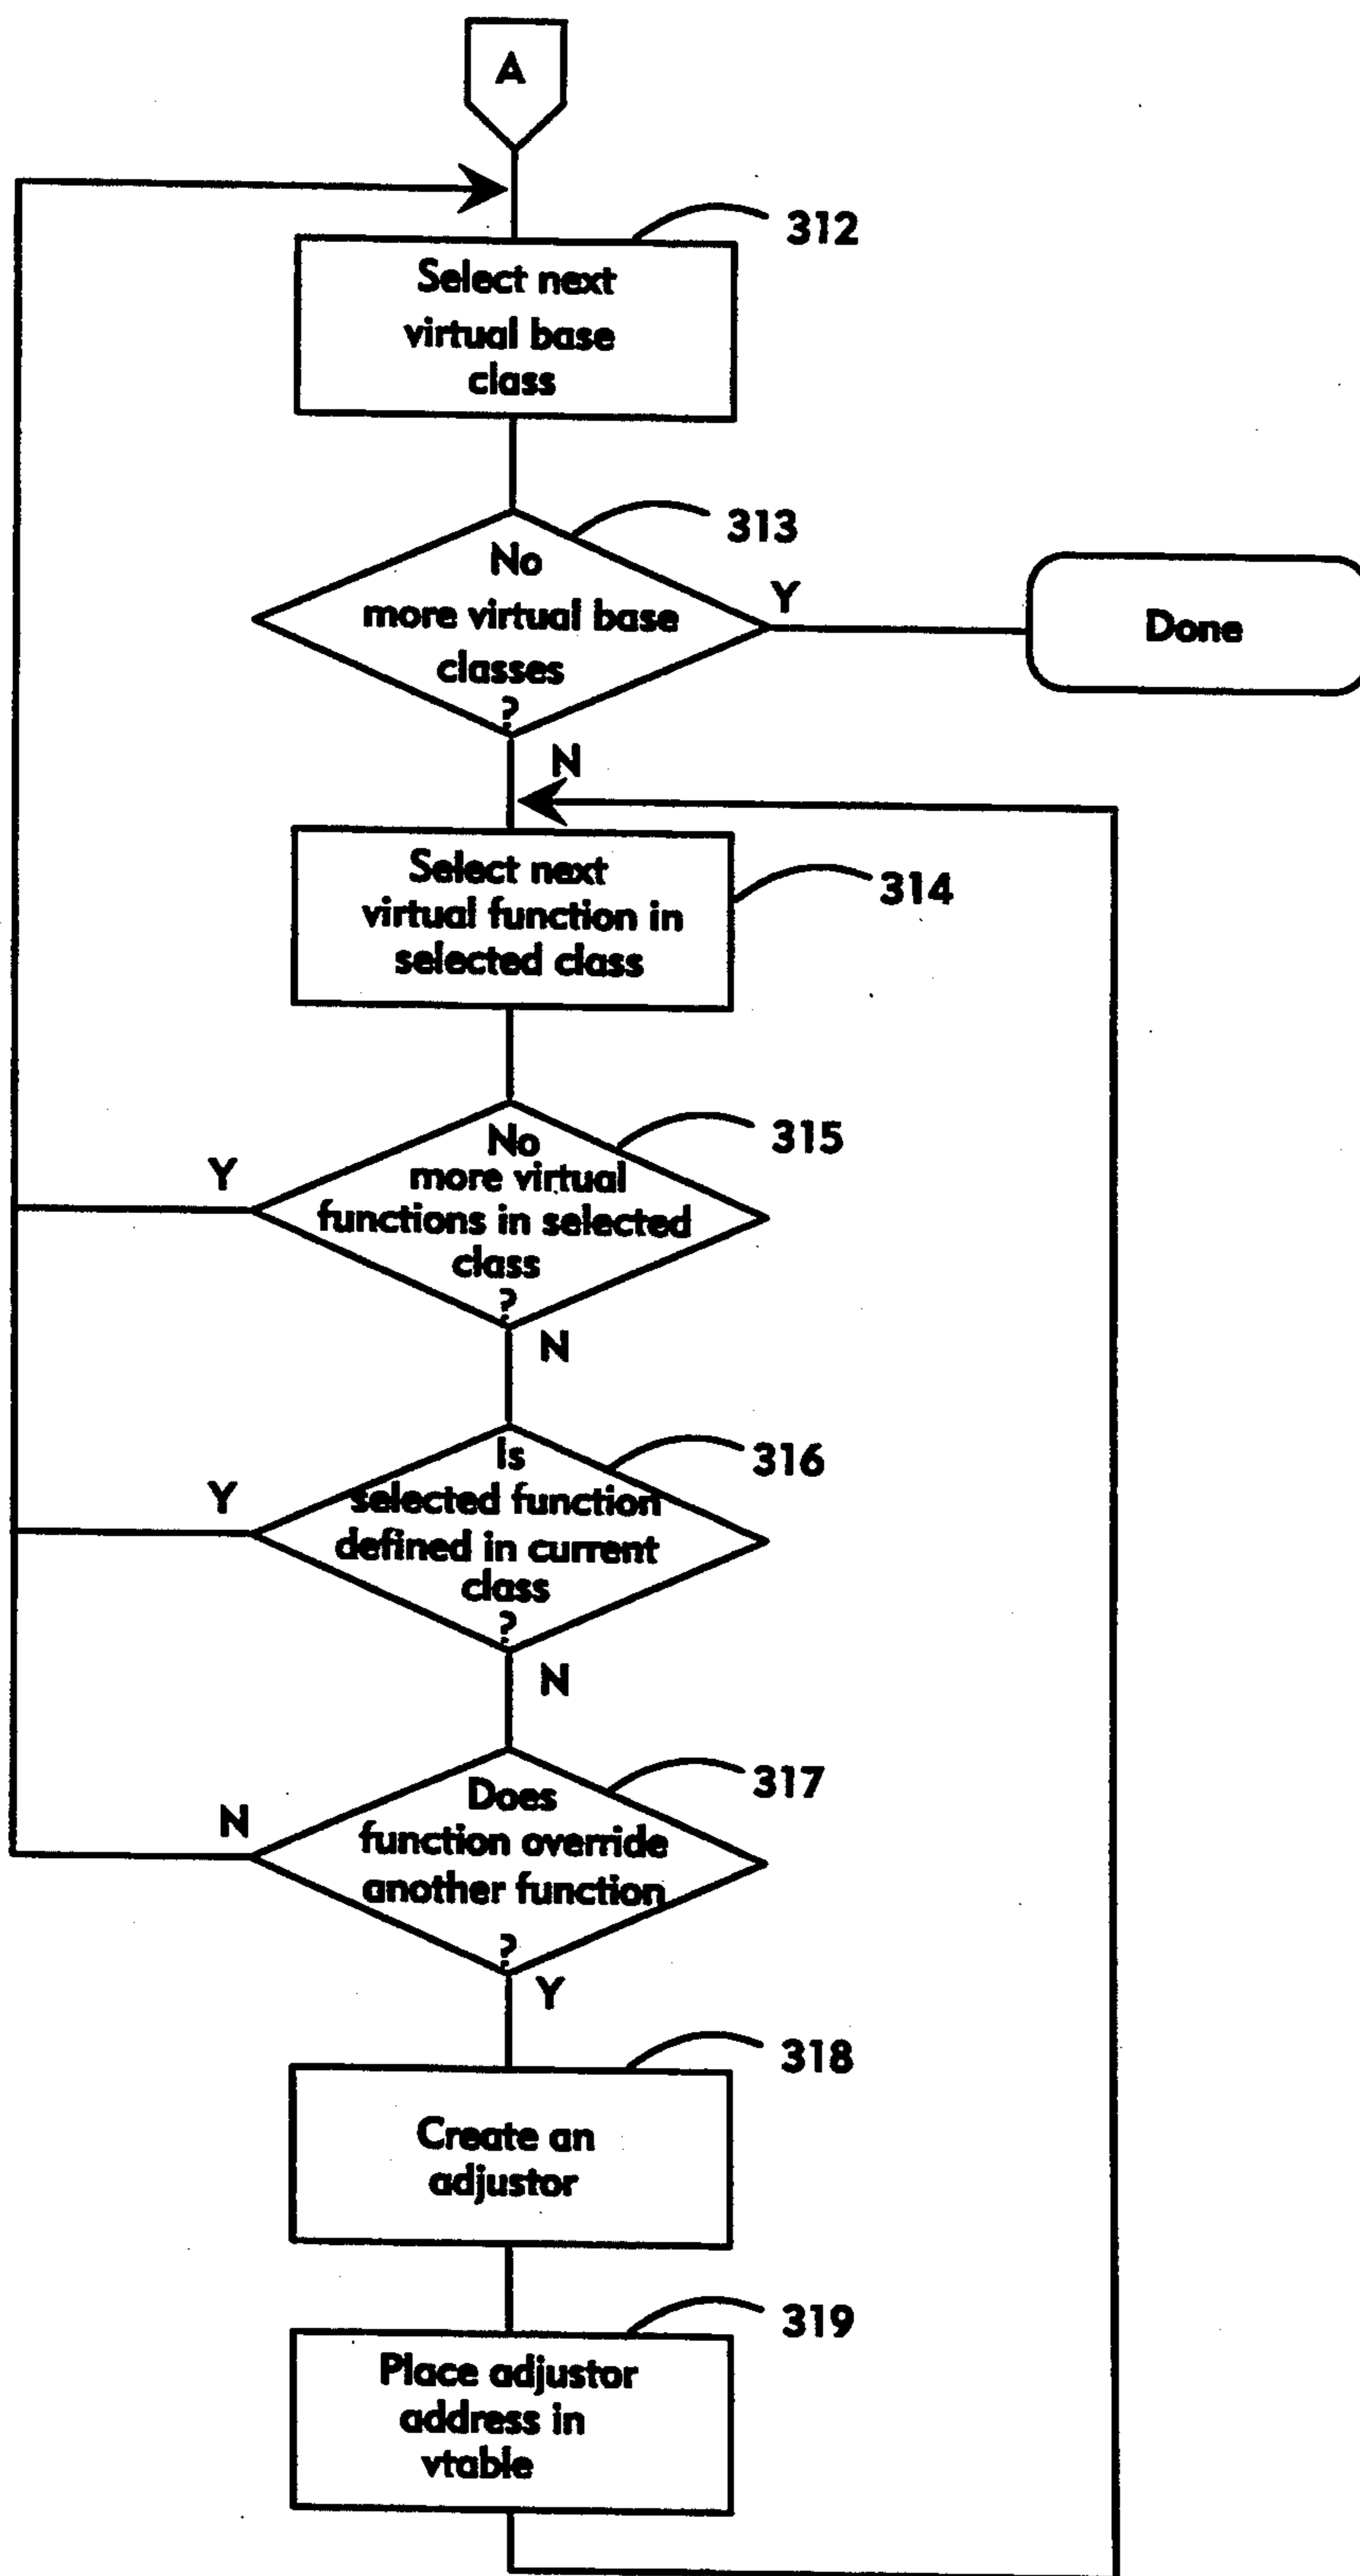 A
312
Select next
virtual base
class
313
No
more virtual base
classes
?
Y
Done
N
Select next
virtual function in
selected class
314
315
No
more virtual
functions in selected
class
?
Y
N
316
Is
selected function
defined in current
class
?
Y
N
317
Does
function override
another function
?
N
Y
318
Create an
adjustor
319
Place adjustor
address in
vtable